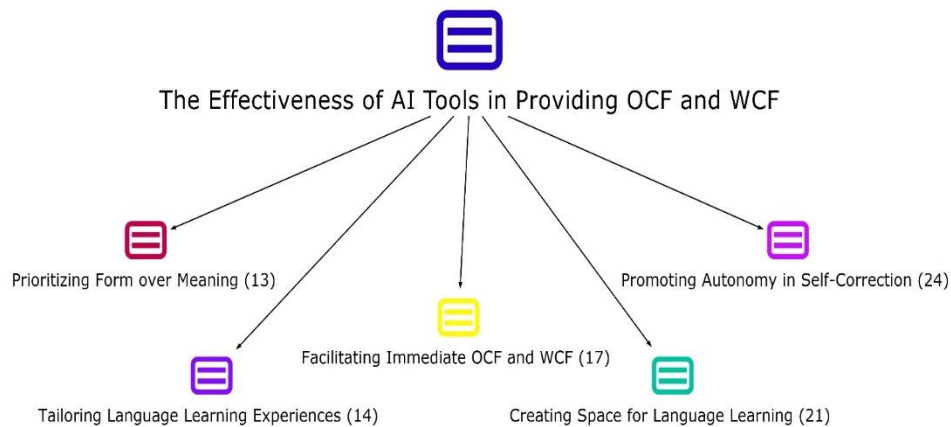 The Effectiveness of AI Tools in Providing OCF and WCF
Prioritizing Form over Meaning (13)
Promoting Autonomy in Self-Correction (24)
Facilitating Immediate OCF and WCF (17)
Tailoring Language Learning Experiences (14)
Creating Space for Language Learning (21)